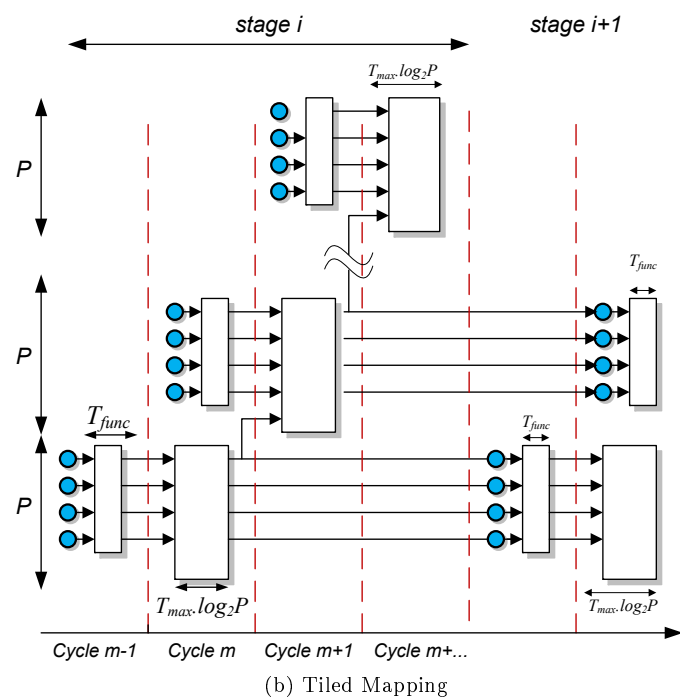 stage i stage i+1
Tmax.log2P
P
Tfunc
P
Tfunc
Tfunc
P
Tmax.log2P
Tmax.log2P
Cycle m-1 Cycle m Cycle m+1 Cycle m+...
(b) Tiled Mapping